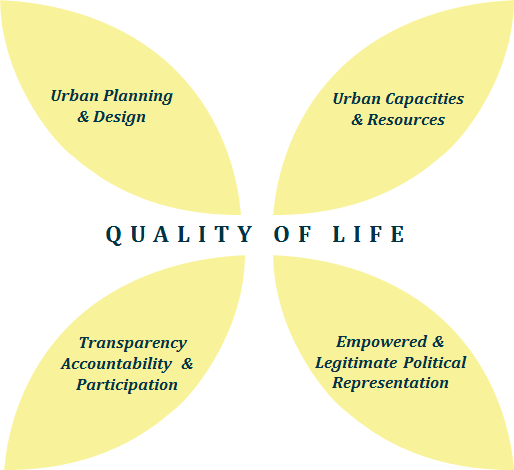 Urban Planning
& Design
Urban Capacities
& Resources
QUALITY OF LIFE
Transparency
Accountability &
Participation
Empowered &
Legitimate Political
Representation